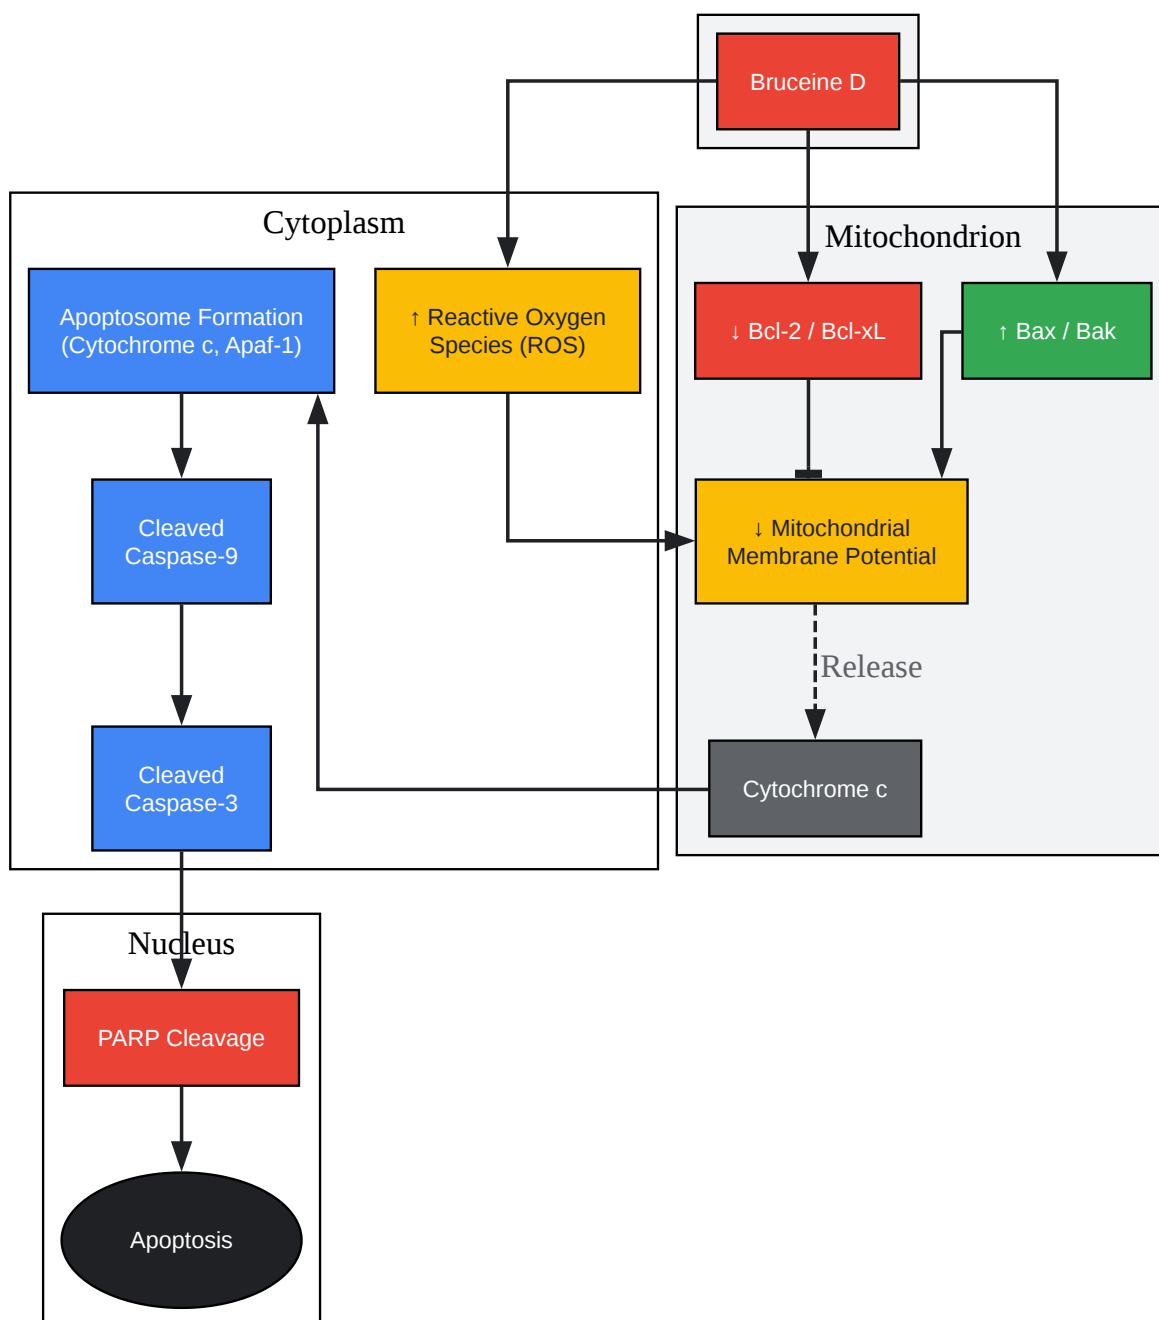 Bruceine D
Cytoplasm
Mitochondrion
Apoptosome Formation
(Cytochrome c, Apaf-1)
↑ Reactive Oxygen
Species (ROS)
↓ Bcl-2 / Bcl-xL
↑ Bax / Bak
Cleaved
Caspase-9
↓ Mitochondrial
Membrane Potential
Release
Cleaved
Caspase-3
Cytochrome c
Nucleus
PARP Cleavage
Apoptosis